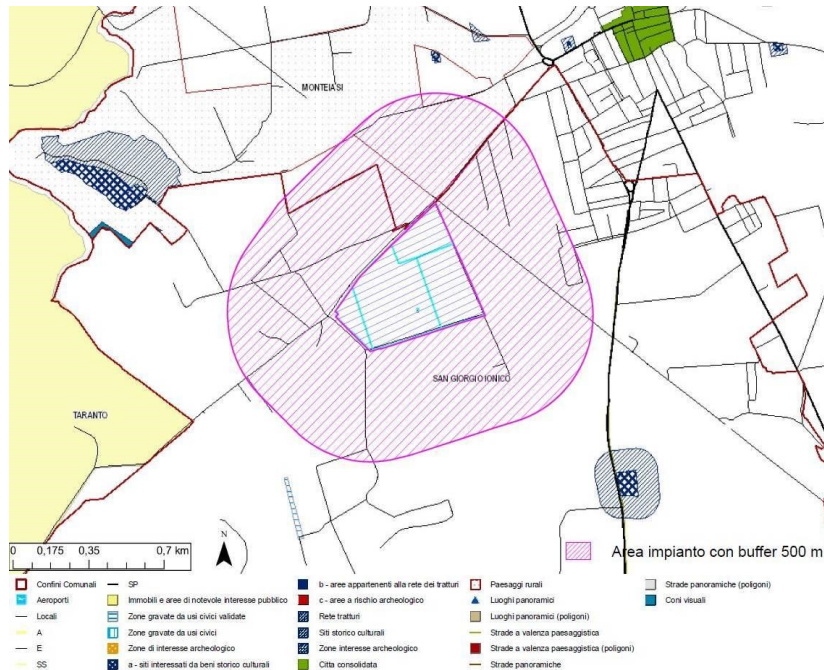 MONTEIASI
SAN GIORGIO IONICO
TARANTO
N
0 0,175 0,35 0,7 km
Area impianto con buffer 500 m
Confini Comunali
Aeroporti
Locali
A
E
SS
SP
Immobili e aree di notevole interesse pubblico
Zone gravate da usi civici validate
Zone gravate da usi civici
Zone di interesse archeologico
a - siti interessati da beni storico culturali
b - aree appartenenti alla rete dei tratturi
c - aree a rischio archeologico
Rete tratturi
Siti storico culturali
Zone interesse archeologico
Citta consolidata
Paesaggi rurali
Luoghi panoramici
Luoghi panoramici (poligoni)
Strade a valenza paesaggistica
Strade a valenza paesaggistica (poligoni)
Strade panoramiche
Strade panoramiche (poligoni)
Coni visuali